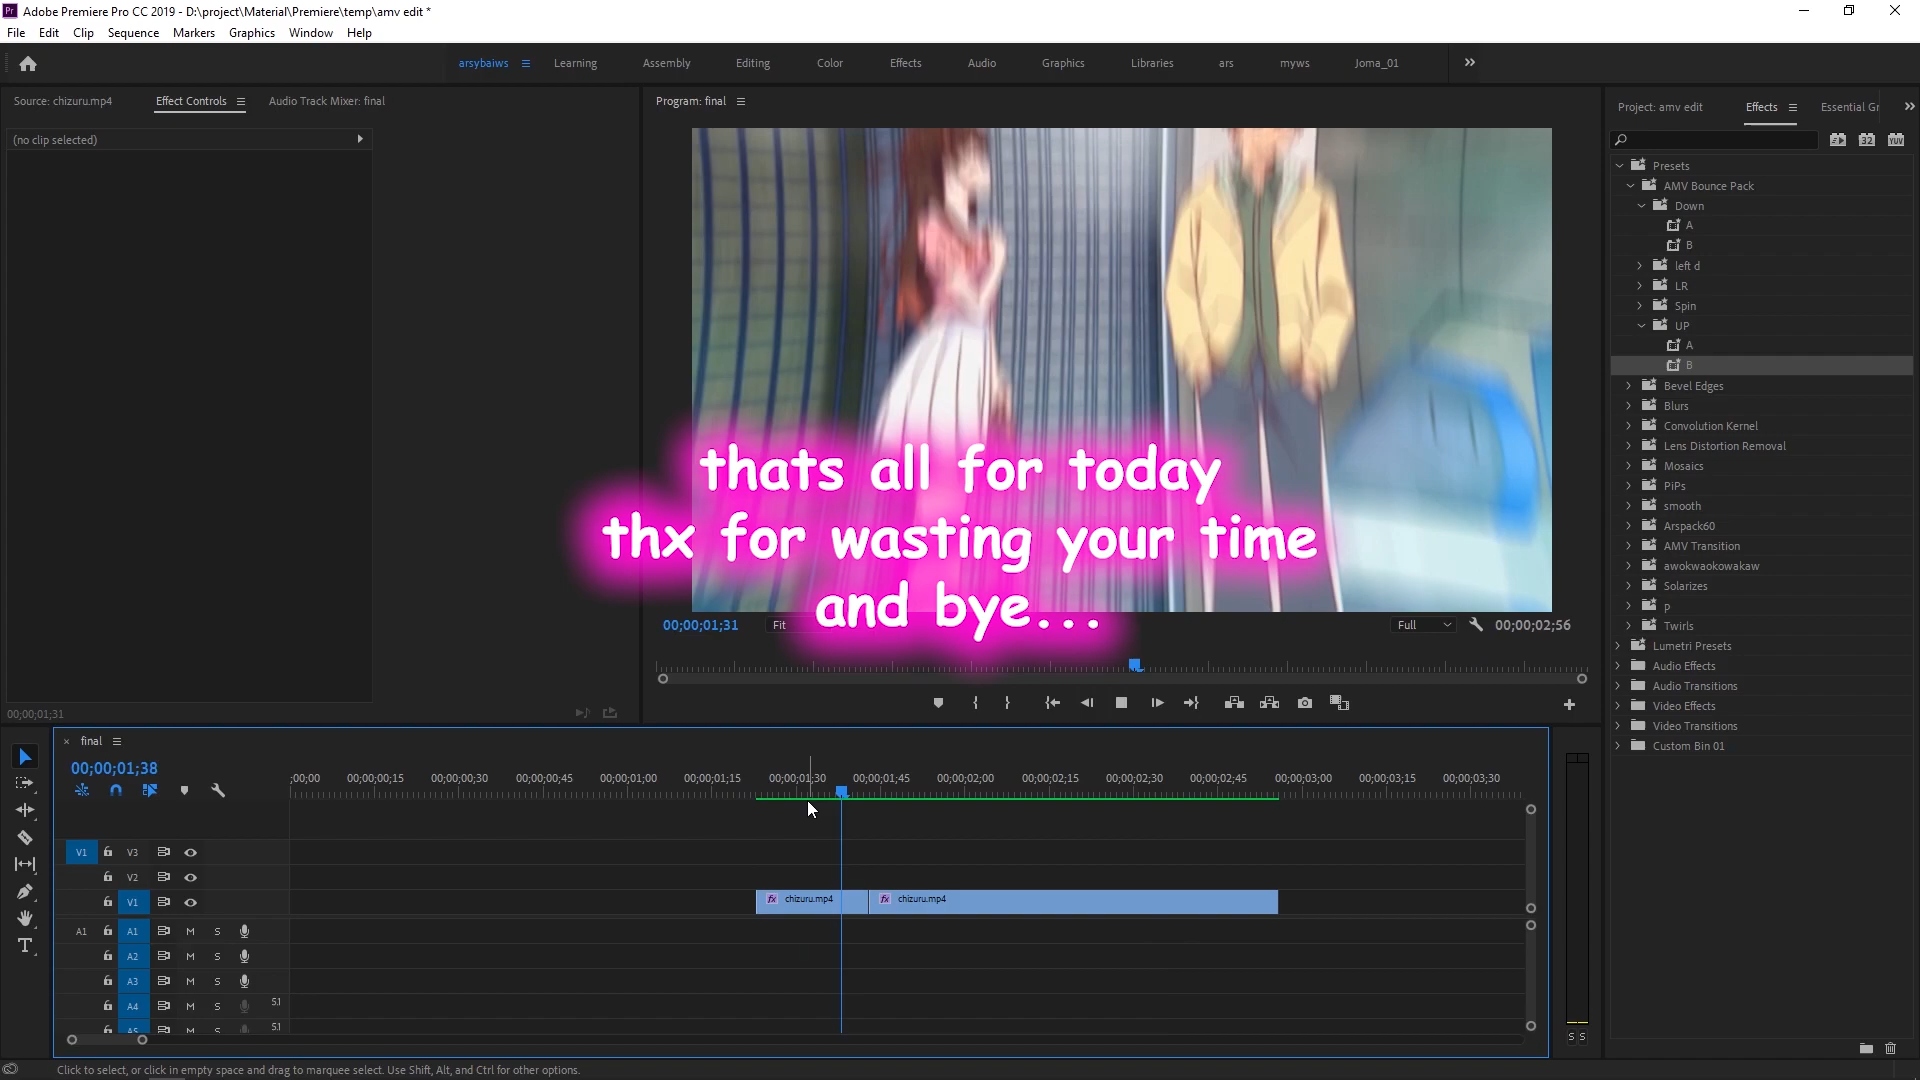 Adobe Premiere Pro CC 2019 - D:\project\Material\Premiere\temp\amv edit *
File Edit Clip Sequence Markers Graphics Window Help
arsybaiws Learning Assembly Editing Color Effects Audio Graphics Libraries ars myws Joma_01
Source: chizuru.mp4 Effect Controls Audio Track Mixer: final
(no clip selected)
00;00;01;31
Program: final
thats all for today
thx for wasting your time
and bye...
00;00;01;31 Fit Full 00;00;02;56
Project: amv edit Effects Essential Gr
Presets
AMV Bounce Pack
Down
A
B
left d
LR
Spin
UP
A
B
Bevel Edges
Blurs
Convolution Kernel
Lens Distortion Removal
Mosaics
PiPs
smooth
Arspack60
AMV Transition
awokwaokowakaw
Solarizes
p
Twirls
Lumetri Presets
Audio Effects
Audio Transitions
Video Effects
Video Transitions
Custom Bin 01
final
00;00;01;38
;00;00 00;00;00;15 00;00;00;30 00;00;00;45 00;00;01;00 00;00;01;15 00;00;01;30 00;00;01;45 00;00;02;00 00;00;02;15 00;00;02;30 00;00;02;45 00;00;03;00 00;00;03;15 00;00;03;30
V1 V3
V2
V1 fx chizuru.mp4 fx chizuru.mp4
A1 A1 M S
A2 M S
A3 M S
A4 M S 5.1
A5 M S 5.1
S S
Click to select, or click in empty space and drag to marquee select. Use Shift, Alt, and Ctrl for other options.